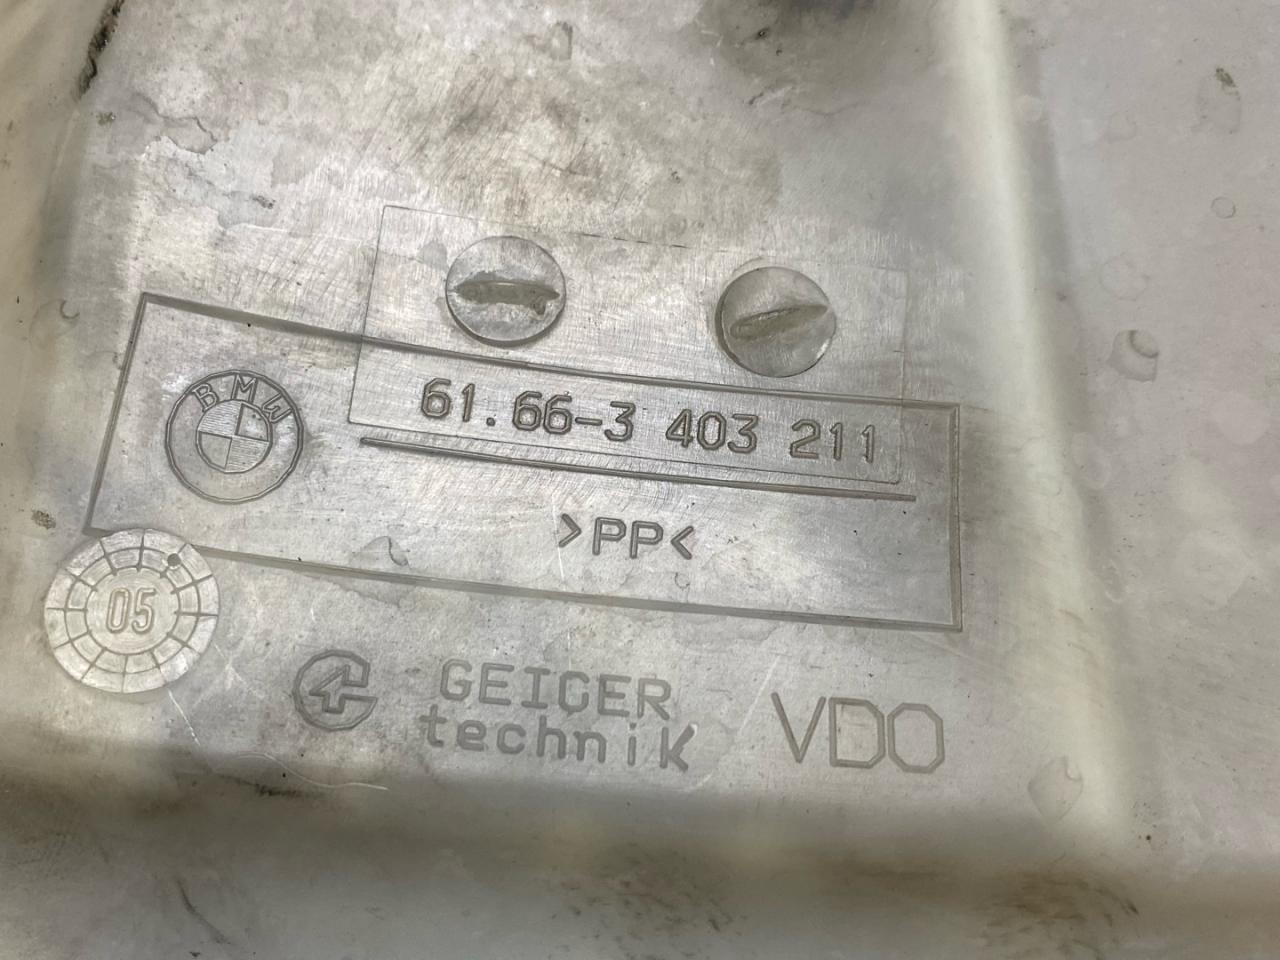 BMW
61.66-3 403 211
>PP<
05
GEIGER
technik
VDO